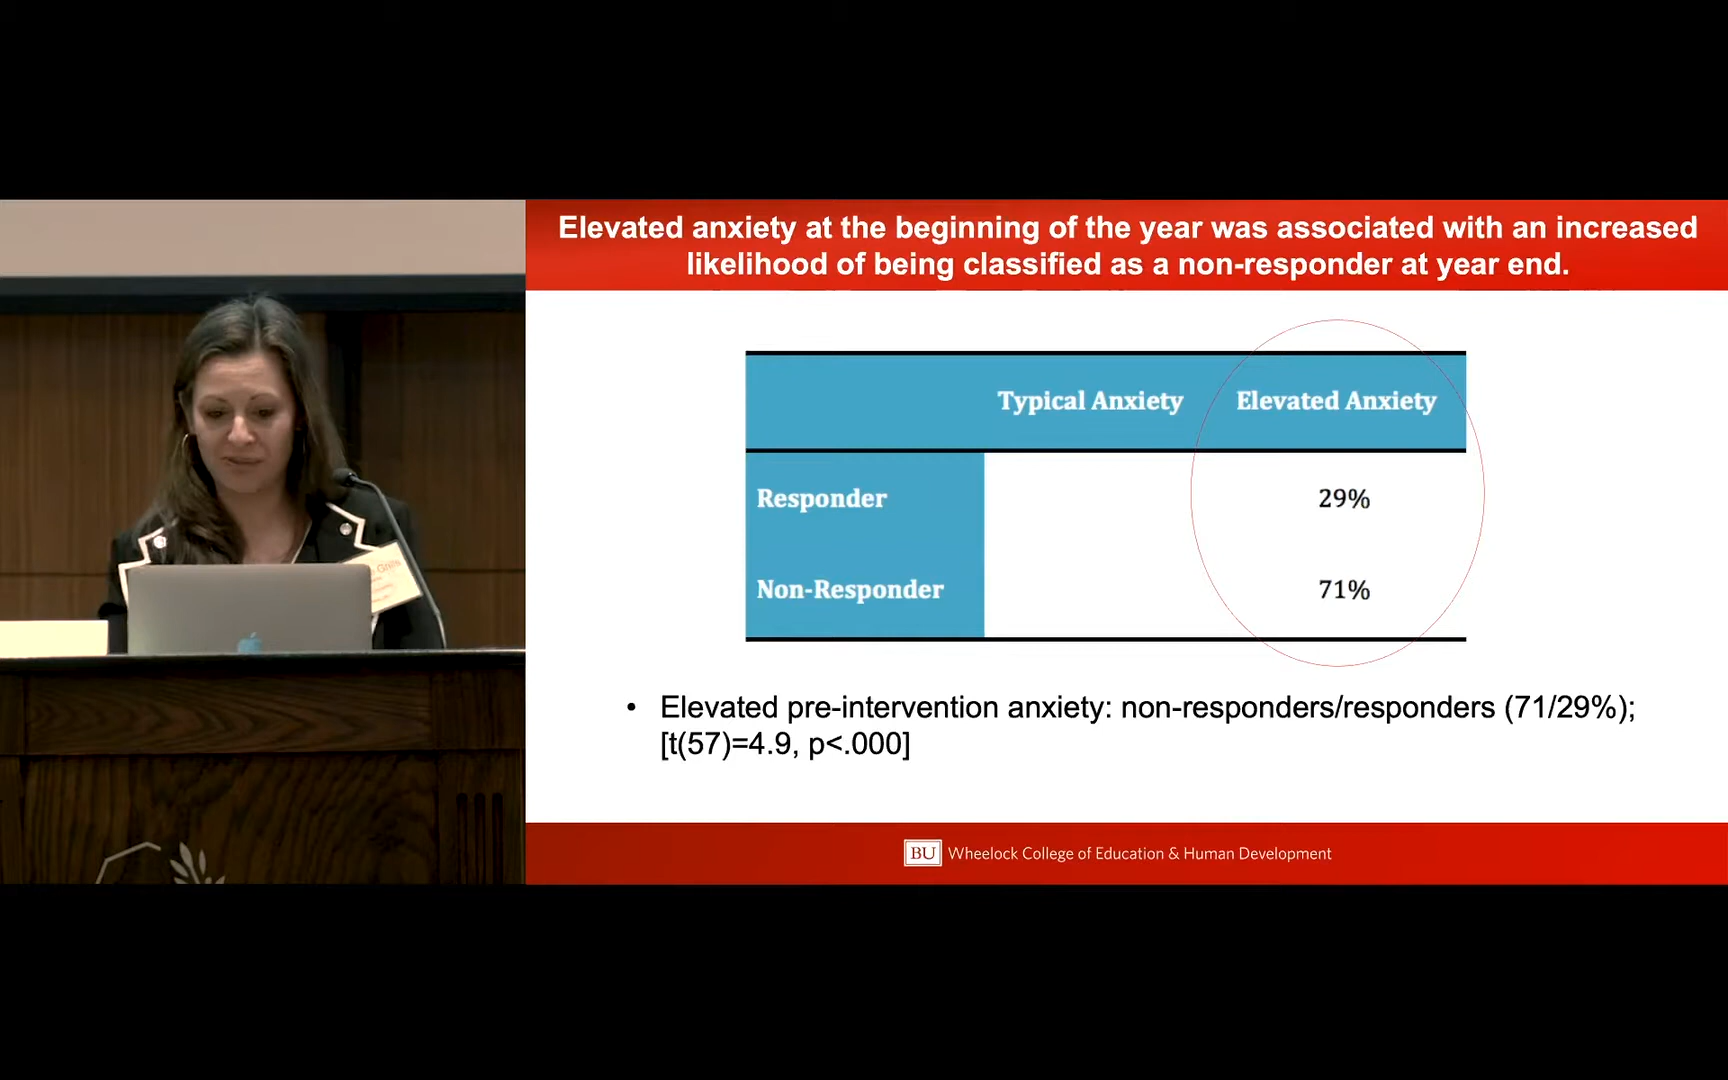 Elevated anxiety at the beginning of the year was associated with an increased
likelihood of being classified as a non-responder at year end.
Typical Anxiety Elevated Anxiety
Responder 29%
Non-Responder 71%
• Elevated pre-intervention anxiety: non-responders/responders (71/29%);
[t(57)=4.9, p<.000]
BU Wheelock College of Education & Human Development